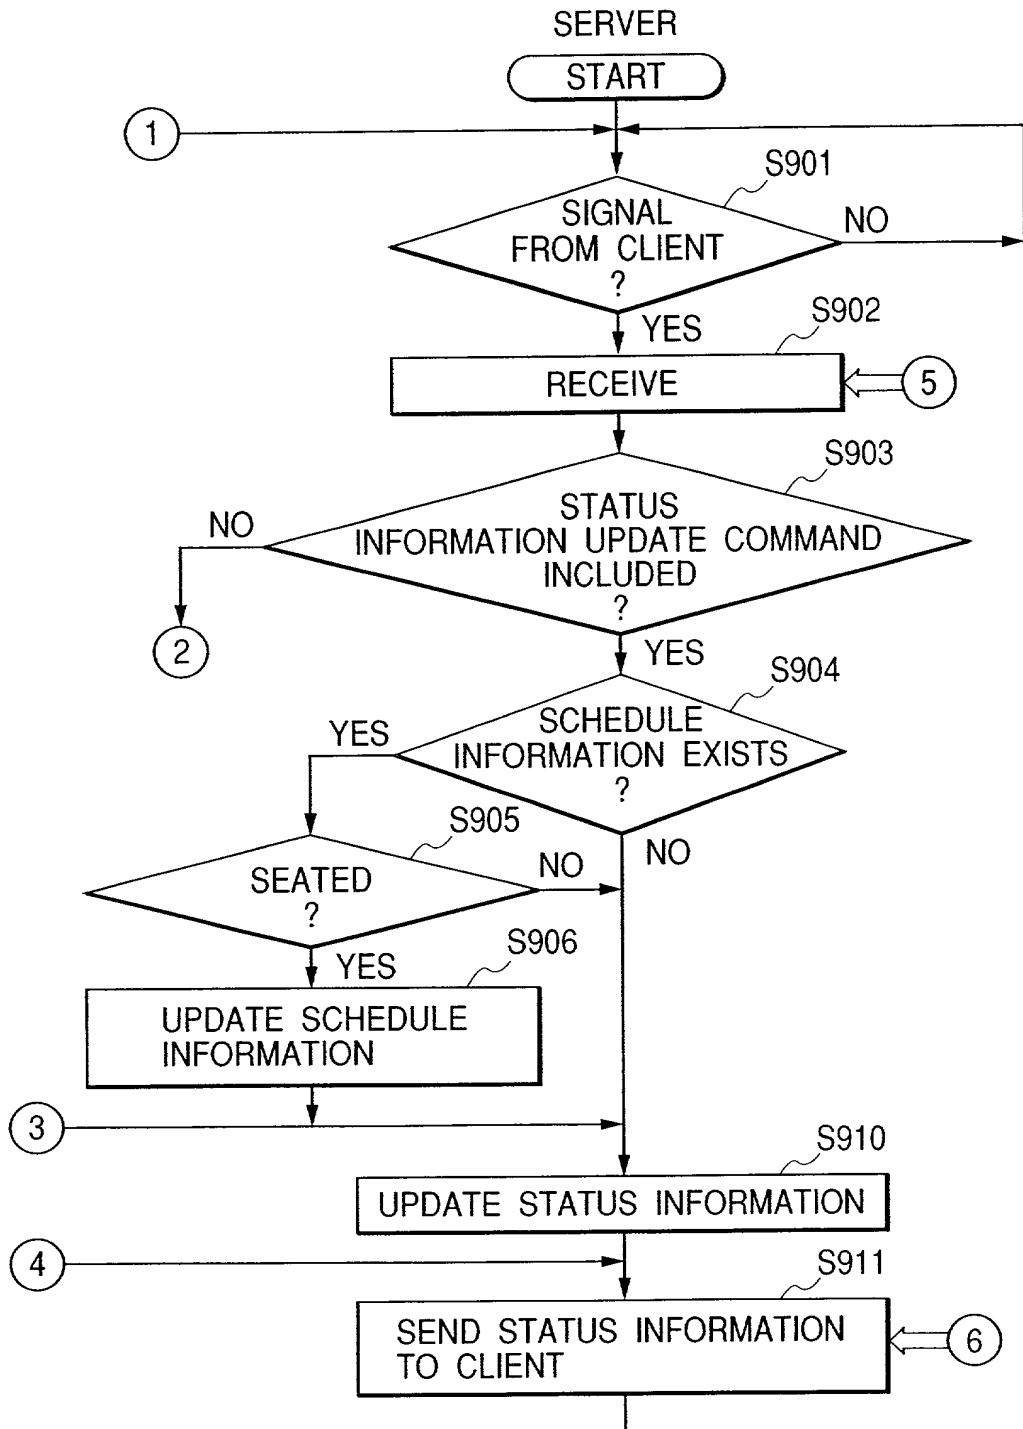 SERVER
START
1
S901
SIGNAL
FROM CLIENT
?
NO
YES
S902
RECEIVE
5
S903
STATUS
INFORMATION UPDATE COMMAND
INCLUDED
?
NO
2
YES
S904
SCHEDULE
INFORMATION EXISTS
?
YES
NO
S905
SEATED
?
NO
YES
S906
UPDATE SCHEDULE
INFORMATION
3
S910
UPDATE STATUS INFORMATION
4
S911
SEND STATUS INFORMATION
TO CLIENT
6